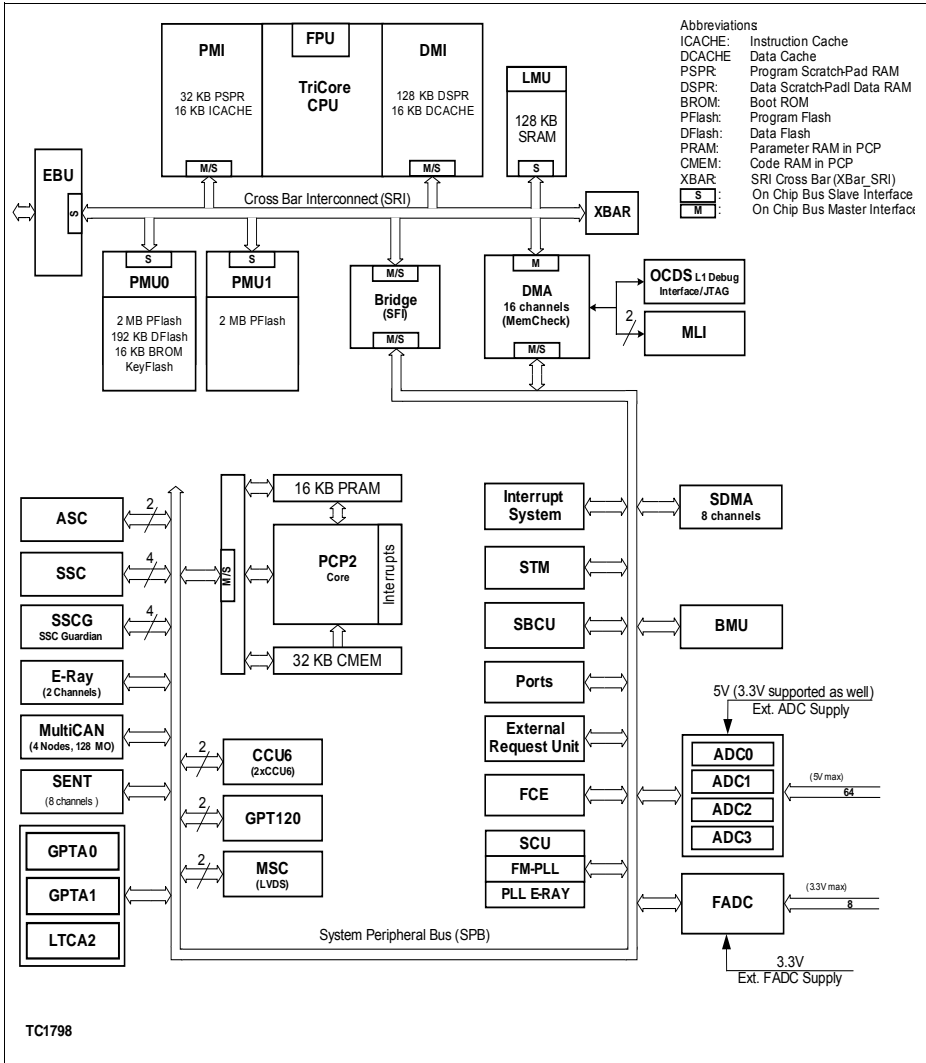 FPU
PMI
DMI
TriCore
CPU
32 KB PSPR
16 KB ICACHE
128 KB DSPR
16 KB DCACHE
M/S
M/S
LMU
128 KB
SRAM
S
Abbreviations
ICACHE: Instruction Cache
DCACHE Data Cache
PSPR: Program Scratch-Pad RAM
DSPR: Data Scratch-Padl Data RAM
BROM: Boot ROM
PFlash: Program Flash
DFlash: Data Flash
PRAM: Parameter RAM in PCP
CMEM: Code RAM in PCP
XBAR: SRI Cross Bar (XBar_SRI)
S : On Chip Bus Slave Interface
M : On Chip Bus Master Interface
EBU
S
Cross Bar Interconnect (SRI)
XBAR
S
PMU0
2 MB PFlash
192 KB DFlash
16 KB BROM
KeyFlash
S
PMU1
2 MB PFlash
M/S
Bridge
(SFI)
M/S
M
DMA
16 channels
(MemCheck)
M/S
OCDS L1 Debug
Interface/JTAG
2
MLI
ASC
2
SSC
4
SSCG
SSC Guardian
4
E-Ray
(2 Channels)
MultiCAN
(4 Nodes, 128 MO)
SENT
(8 channels )
GPTA0
GPTA1
LTCA2
M/S
16 KB PRAM
PCP2
Core
Interrupts
32 KB CMEM
2
CCU6
(2xCCU6)
2
GPT120
2
MSC
(LVDS)
Interrupt
System
STM
SBCU
Ports
External
Request Unit
FCE
SCU
FM-PLL
PLL E-RAY
SDMA
8 channels
BMU
5V (3.3V supported as well)
Ext. ADC Supply
ADC0
ADC1
ADC2
ADC3
(5V max)
64
FADC
(3.3V max)
8
3.3V
Ext. FADC Supply
System Peripheral Bus (SPB)
TC1798